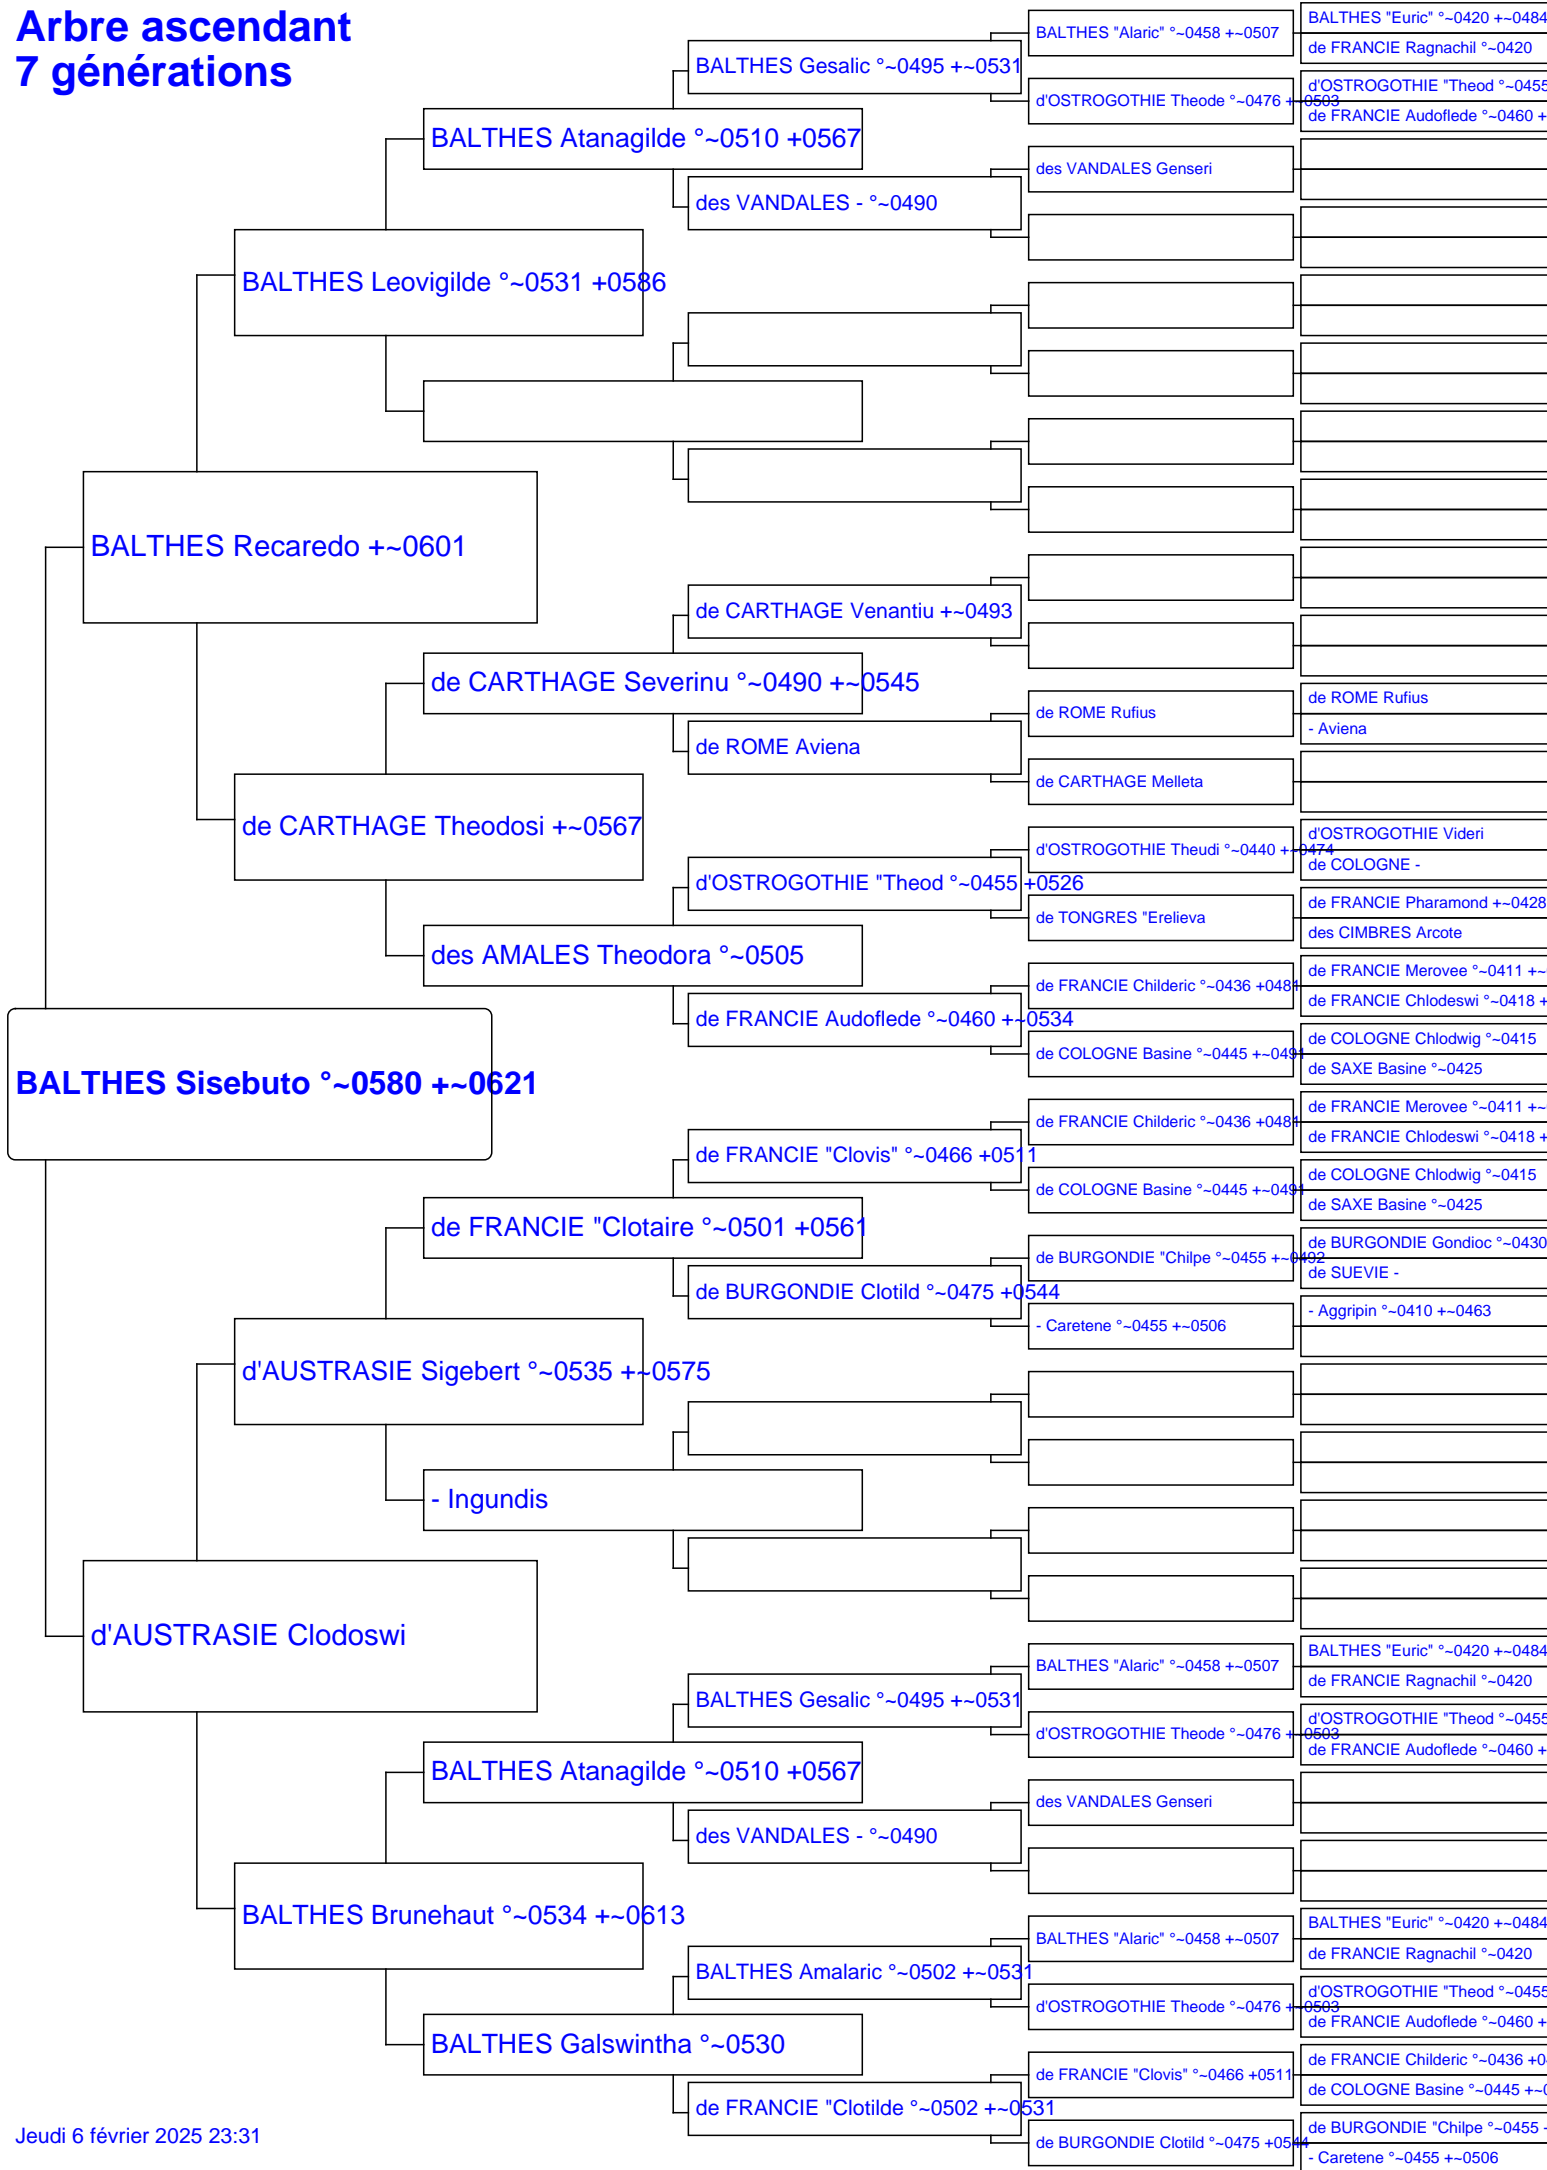 Arbre ascendant
7 générations
BALTHES Sisebuto °~0580 +~0621
BALTHES Recaredo +~0601
d'AUSTRASIE Clodoswi
BALTHES Leovigilde °~0531 +0586
de CARTHAGE Theodosi +~0567
d'AUSTRASIE Sigebert °~0535 +~0575
BALTHES Brunehaut °~0534 +~0613
BALTHES Atanagilde °~0510 +0567
de CARTHAGE Severinu °~0490 +~0545
des AMALES Theodora °~0505
de FRANCIE "Clotaire °~0501 +0561
- Ingundis
BALTHES Atanagilde °~0510 +0567
BALTHES Galswintha °~0530
BALTHES Gesalic °~0495 +~0531
des VANDALES - °~0490
de CARTHAGE Venantiu +~0493
de ROME Aviena
d'OSTROGOTHIE "Theod °~0455 +0526
de FRANCIE Audoflede °~0460 +~0534
de FRANCIE "Clovis" °~0466 +0511
de BURGONDIE Clotild °~0475 +0544
BALTHES Gesalic °~0495 +~0531
des VANDALES - °~0490
BALTHES Amalaric °~0502 +~0531
de FRANCIE "Clotilde °~0502 +~0531
BALTHES "Alaric" °~0458 +~0507
d'OSTROGOTHIE Theode °~0476 +~0503
des VANDALES Genseri
de ROME Rufius
de CARTHAGE Melleta
d'OSTROGOTHIE Theudi °~0440 +~0474
de TONGRES "Erelieva
de FRANCIE Childeric °~0436 +0481
de COLOGNE Basine °~0445 +~0491
de FRANCIE Childeric °~0436 +0481
de COLOGNE Basine °~0445 +~0491
de BURGONDIE "Chilpe °~0455 +~0492
- Caretene °~0455 +~0506
BALTHES "Alaric" °~0458 +~0507
d'OSTROGOTHIE Theode °~0476 +~0503
des VANDALES Genseri
BALTHES "Alaric" °~0458 +~0507
d'OSTROGOTHIE Theode °~0476 +~0503
de FRANCIE "Clovis" °~0466 +0511
de BURGONDIE Clotild °~0475 +0544
BALTHES "Euric" °~0420 +~0484
de FRANCIE Ragnachil °~0420
d'OSTROGOTHIE "Theod °~0455
de FRANCIE Audoflede °~0460 +
de ROME Rufius
- Aviena
d'OSTROGOTHIE Videri
de COLOGNE -
de FRANCIE Pharamond +~0428
des CIMBRES Arcote
de FRANCIE Merovee °~0411 +~
de FRANCIE Chlodeswi °~0418 +
de COLOGNE Chlodwig °~0415
de SAXE Basine °~0425
de FRANCIE Merovee °~0411 +~
de FRANCIE Chlodeswi °~0418 +
de COLOGNE Chlodwig °~0415
de SAXE Basine °~0425
de BURGONDIE Gondioc °~0430
de SUEVIE -
- Aggripin °~0410 +~0463
BALTHES "Euric" °~0420 +~0484
de FRANCIE Ragnachil °~0420
d'OSTROGOTHIE "Theod °~0455
de FRANCIE Audoflede °~0460 +
BALTHES "Euric" °~0420 +~0484
de FRANCIE Ragnachil °~0420
d'OSTROGOTHIE "Theod °~0455
de FRANCIE Audoflede °~0460 +
de FRANCIE Childeric °~0436 +0
de COLOGNE Basine °~0445 +~0
de BURGONDIE "Chilpe °~0455
- Caretene °~0455 +~0506
Jeudi 6 février 2025 23:31